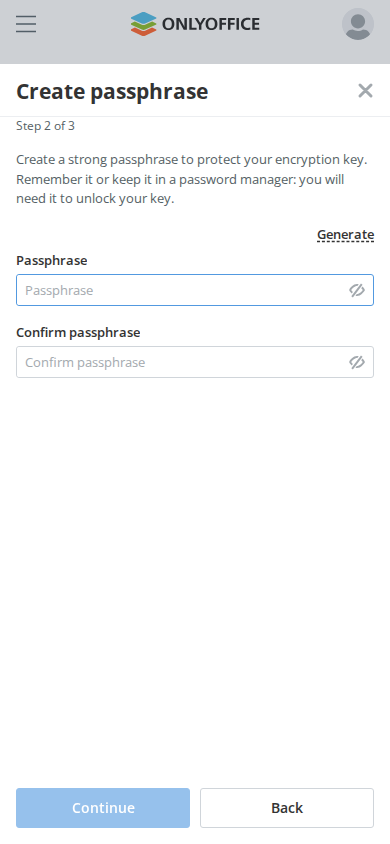 ONLYOFFICE
Create passphrase
Step 2 of 3
Create a strong passphrase to protect your encryption key.
Remember it or keep it in a password manager: you will
need it to unlock your key.
Generate
Passphrase
Passphrase
Confirm passphrase
Confirm passphrase
Continue
Back